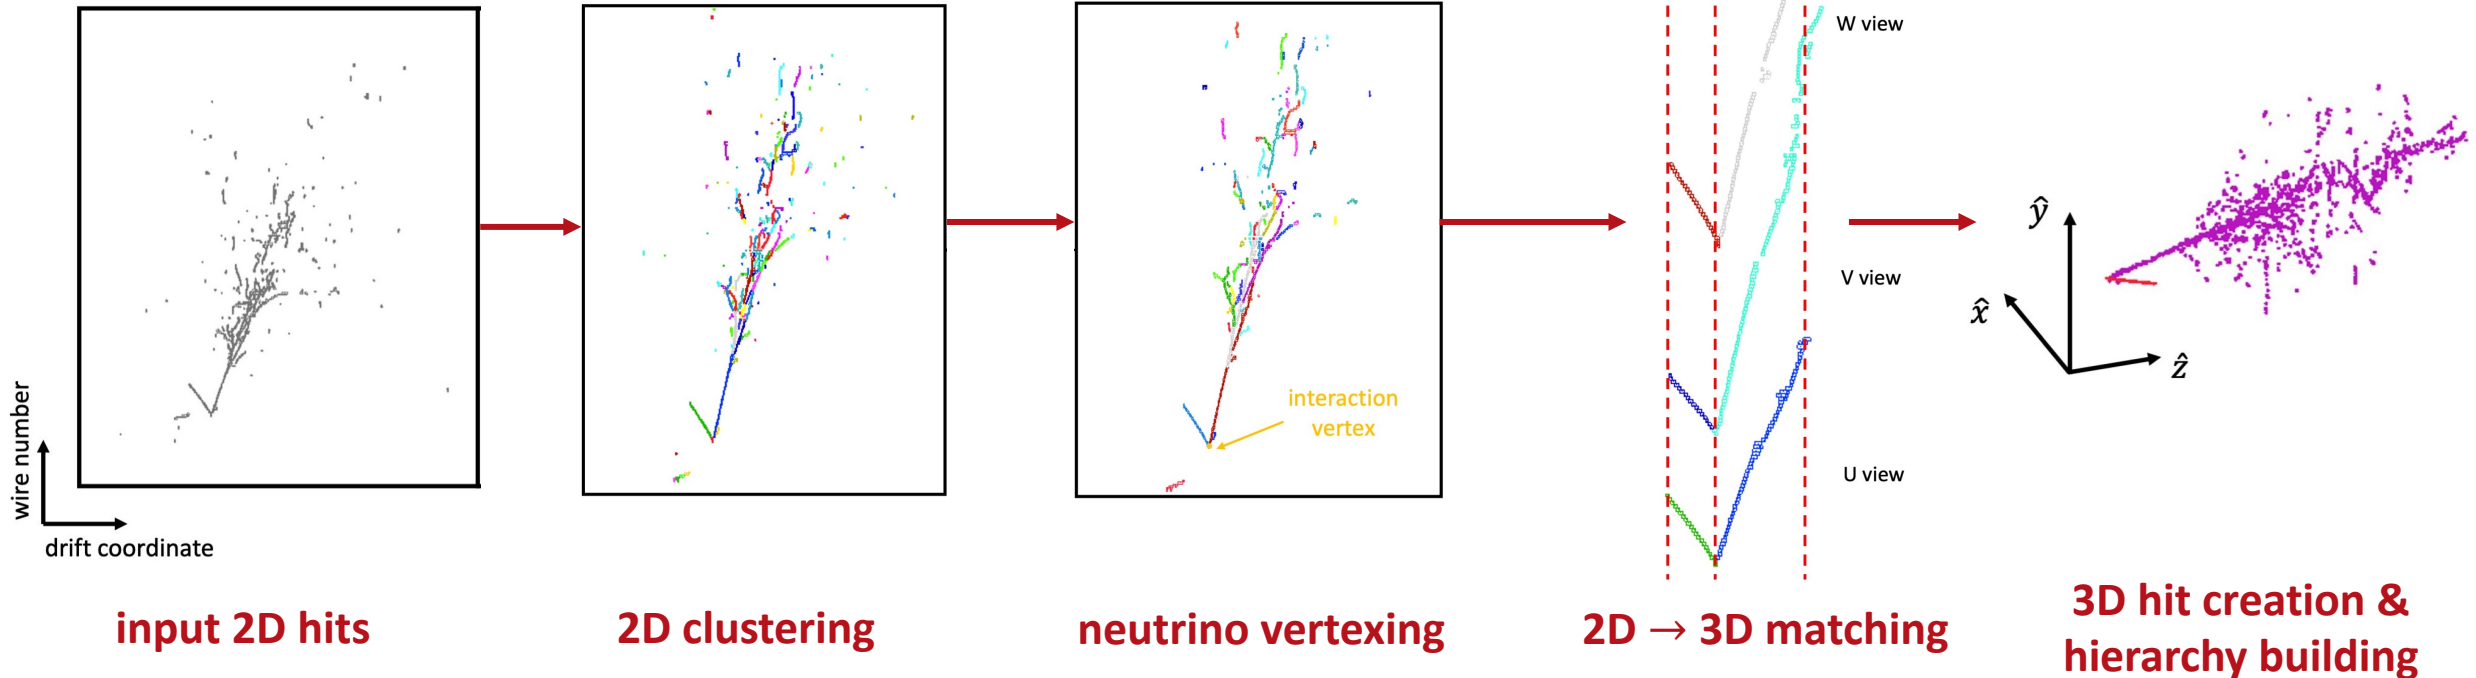 wire number
drift coordinate
input 2D hits
2D clustering
interaction
vertex
neutrino vertexing
W view
V view
U view
2D → 3D matching
ŷ
x̂
ẑ
3D hit creation &
hierarchy building